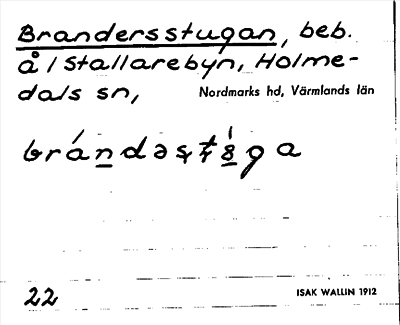 Brandersstugan, beb.
å / Stallarebyn, Holme-
dals sn,
Nordmarks hd, Värmlands län
22
ISAK WALLIN 1912